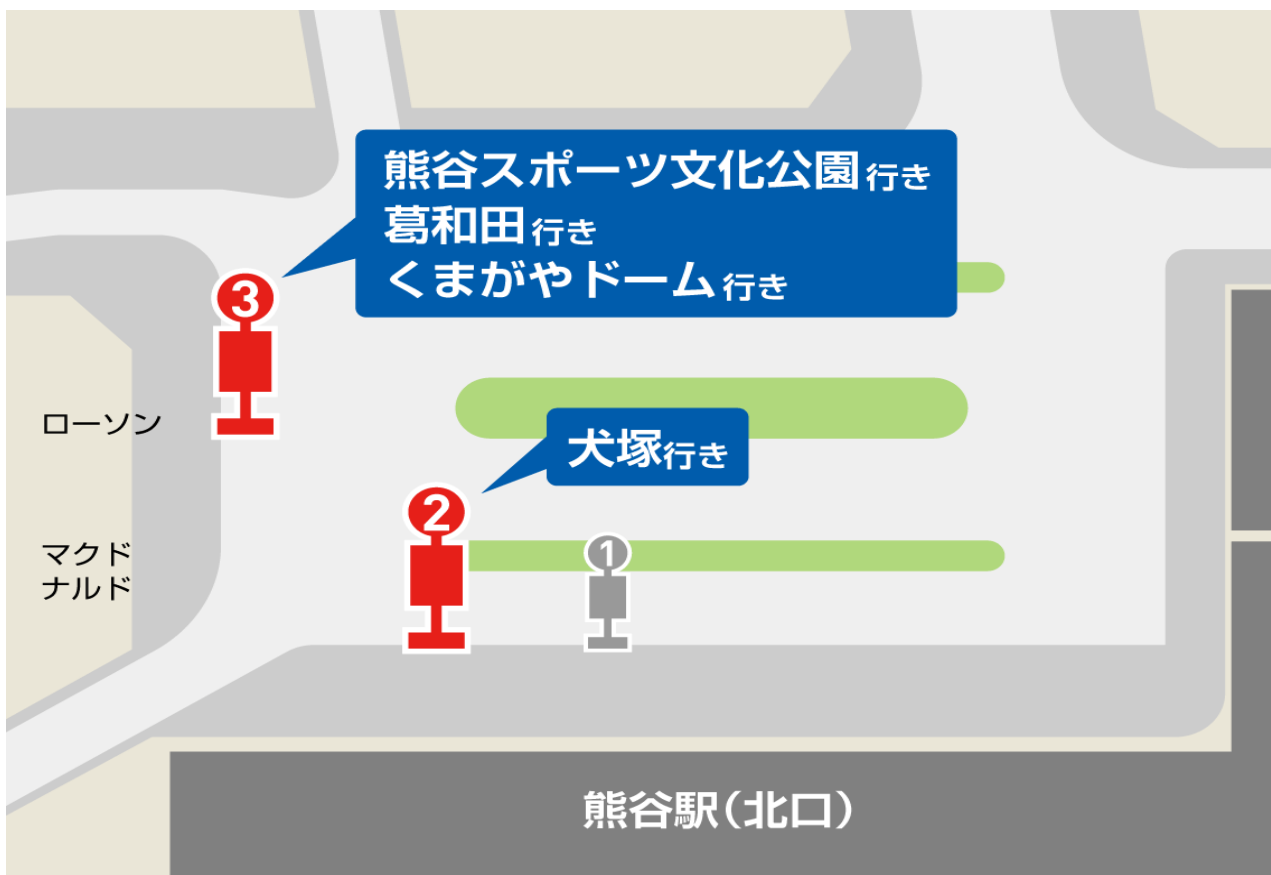 熊谷スポーツ文化公園行き
葛和田行き
くまがやドーム行き
3
ローソン
犬塚行き
2
1
マクド
ナルド
熊谷駅(北口)